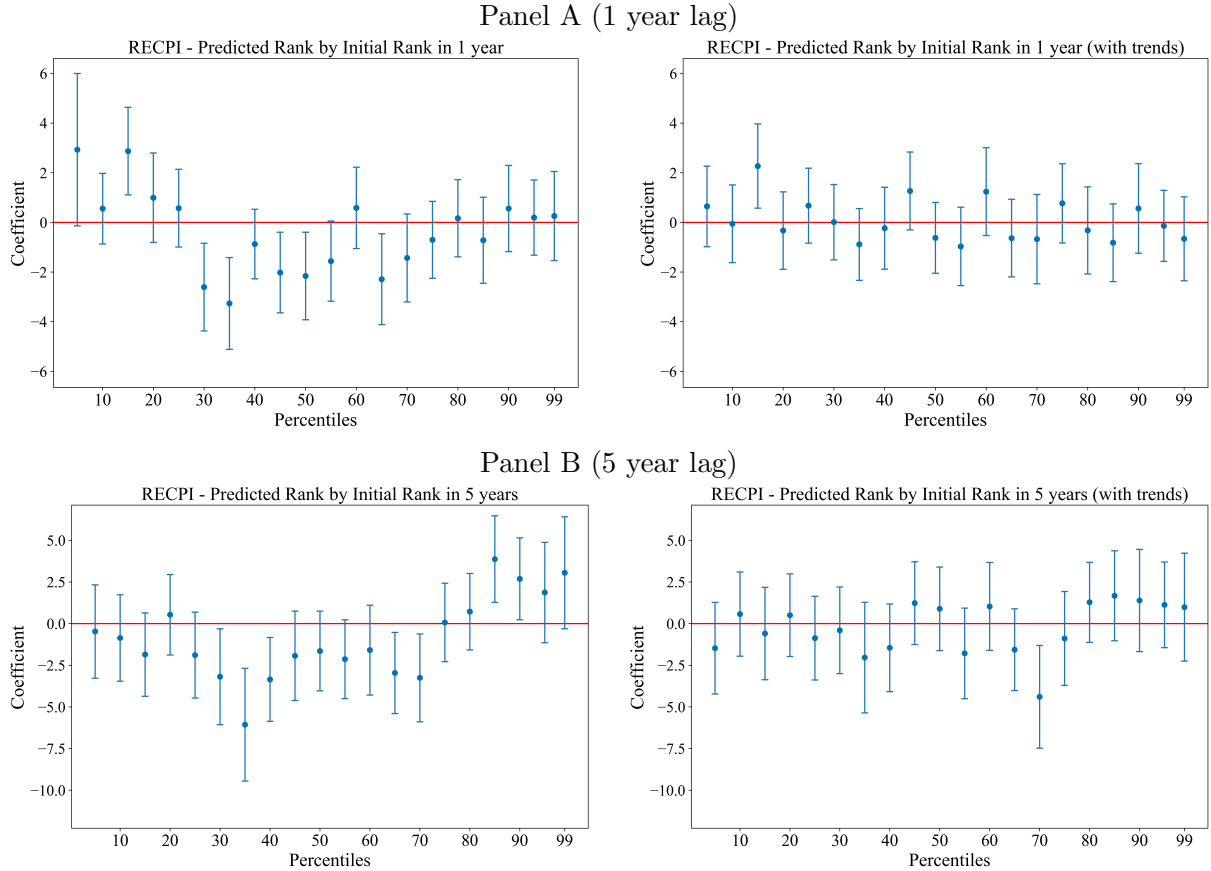 Panel A (1 year lag)
RECPI - Predicted Rank by Initial Rank in 1 year
6
4
2
0
−2
−4
−6
Coefficient
10 20 30 40 50 60 70 80 90 99
Percentiles
RECPI - Predicted Rank by Initial Rank in 1 year (with trends)
6
4
2
0
−2
−4
−6
Coefficient
10 20 30 40 50 60 70 80 90 99
Percentiles
Panel B (5 year lag)
RECPI - Predicted Rank by Initial Rank in 5 years
5.0
2.5
0.0
−2.5
−5.0
−7.5
−10.0
Coefficient
10 20 30 40 50 60 70 80 90 99
Percentiles
RECPI - Predicted Rank by Initial Rank in 5 years (with trends)
5.0
2.5
0.0
−2.5
−5.0
−7.5
−10.0
Coefficient
10 20 30 40 50 60 70 80 90 99
Percentiles